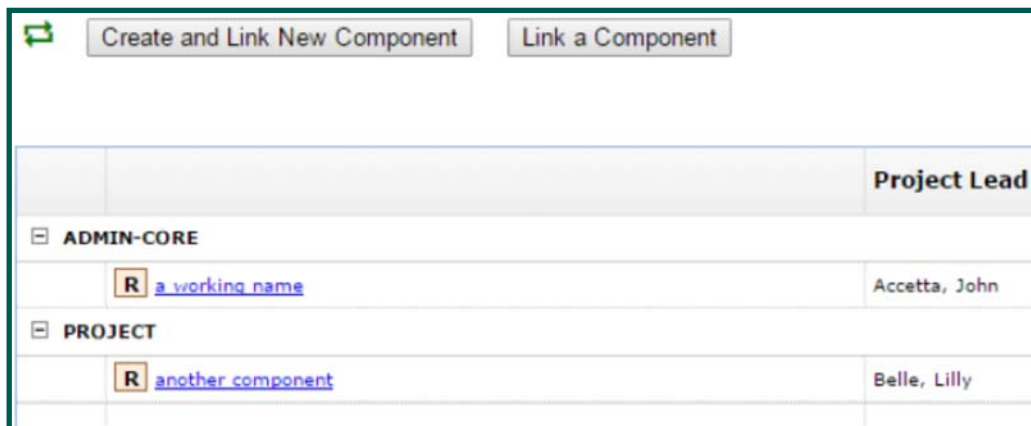 Create and Link New Component Link a Component
Project Lead
ADMIN-CORE
R a working name Accetta, John
PROJECT
R another component Belle, Lilly